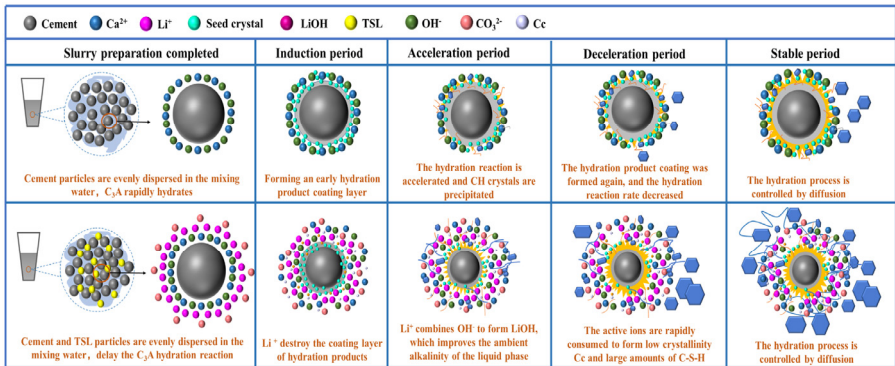 Cement Ca²⁺ Li⁺ Seed crystal LiOH TSL OH⁻ CO₃²⁻ Cc
Slurry preparation completed
Induction period
Acceleration period
Deceleration period
Stable period
Cement particles are evenly dispersed in the mixing
water, C₃A rapidly hydrates
Forming an early hydration
product coating layer
The hydration reaction is
accelerated and CH crystals are
precipitated
The hydration product coating was
formed again, and the hydration
reaction rate decreased
The hydration process is
controlled by diffusion
Cement and TSL particles are evenly dispersed in the
mixing water, delay the C₃A hydration reaction
Li⁺ destroy the coating layer
of hydration products
Li⁺ combines OH⁻ to form LiOH,
which improves the ambient
alkalinity of the liquid phase
The active ions are rapidly
consumed to form low crystallinity
Cc and large amounts of C-S-H
The hydration process is
controlled by diffusion